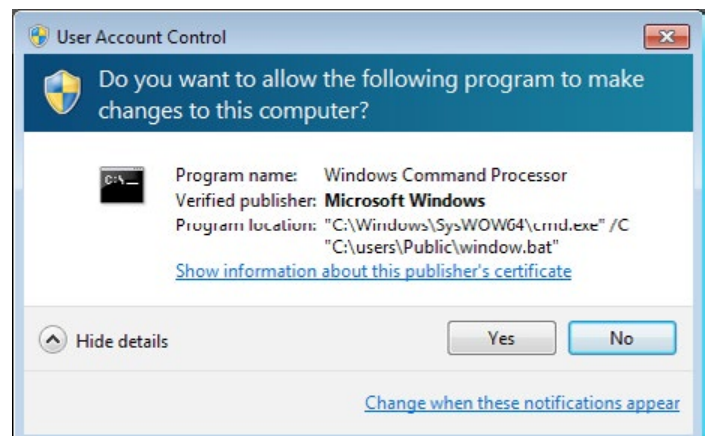 User Account Control
Do you want to allow the following program to make
changes to this computer?
C:\_
Program name: Windows Command Processor
Verified publisher: Microsoft Windows
Program location: "C:\Windows\SysWOW64\cmd.exe" /C
"C:\users\Public\window.bat"
Show information about this publisher's certificate
Hide details
Yes
No
Change when these notifications appear